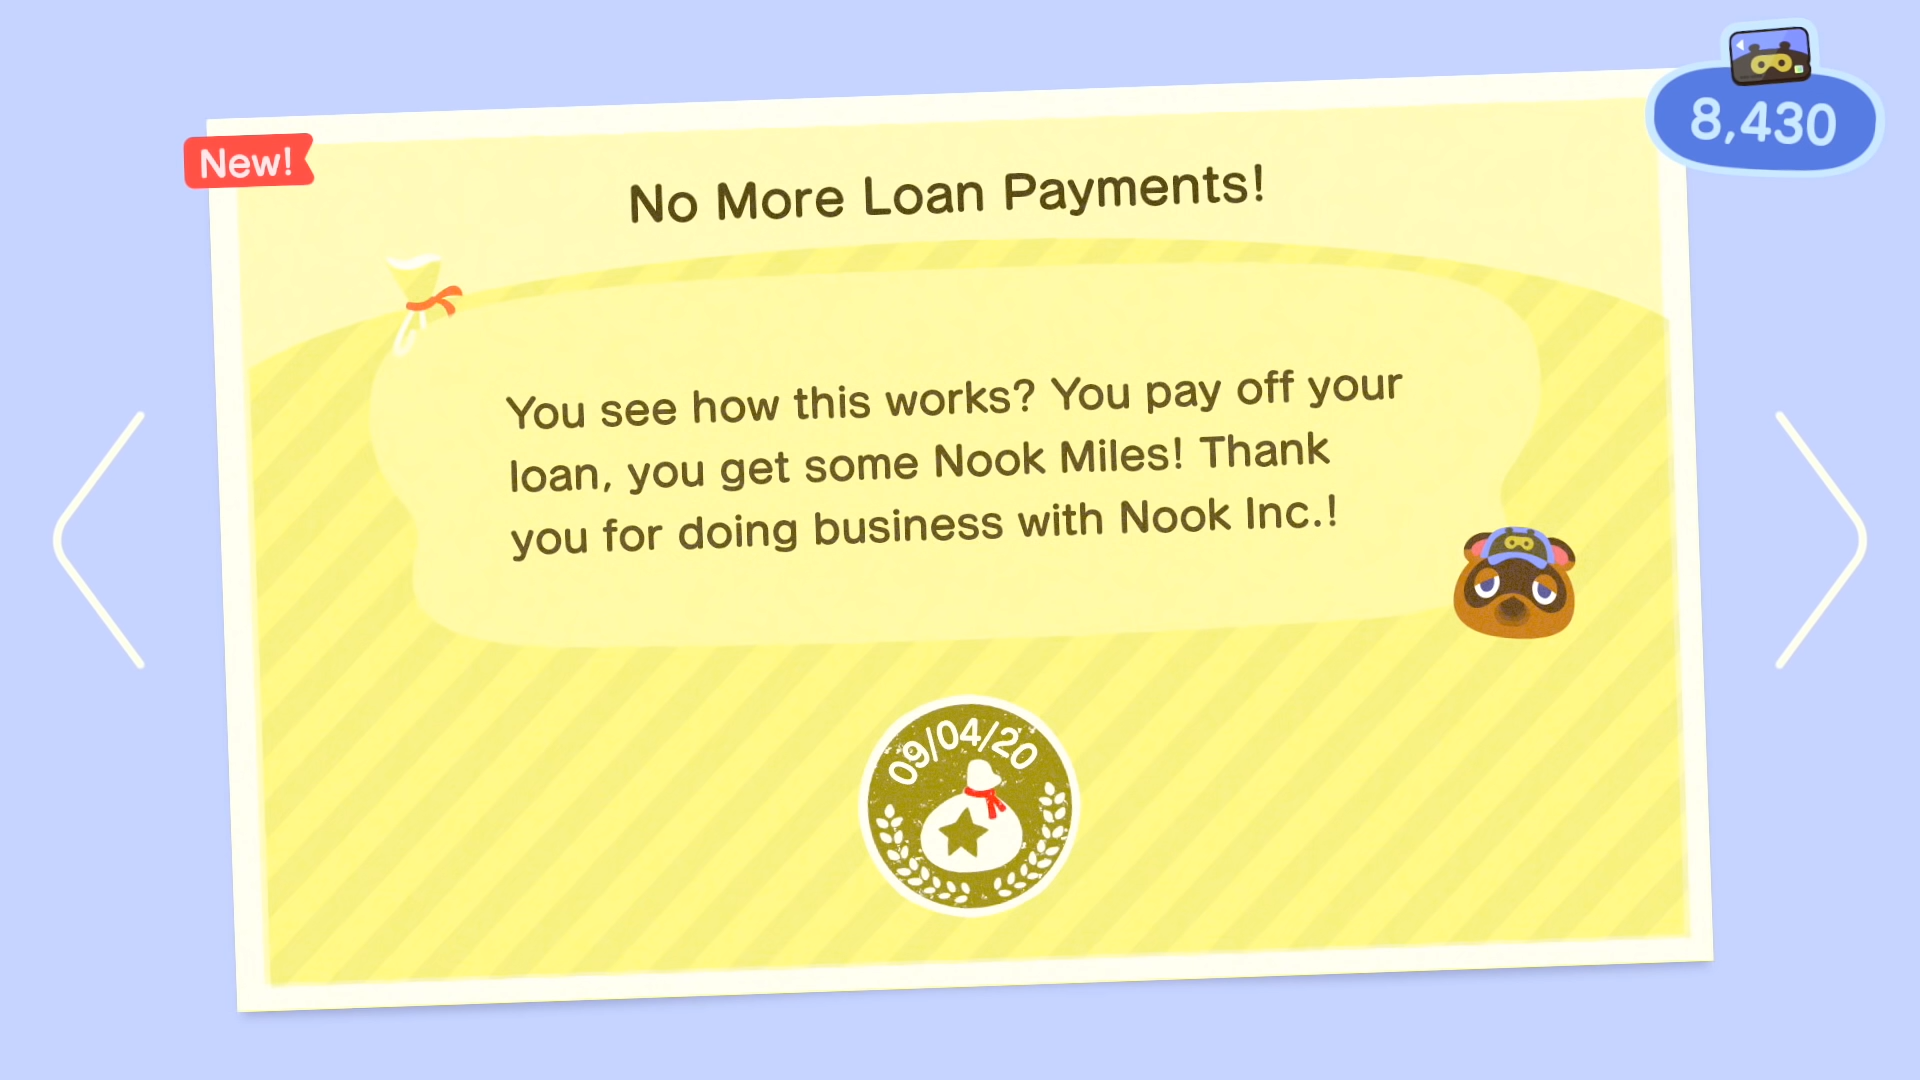 8,430
New!
No More Loan Payments!
You see how this works? You pay off your
loan, you get some Nook Miles! Thank
you for doing business with Nook Inc.!
09/04/20